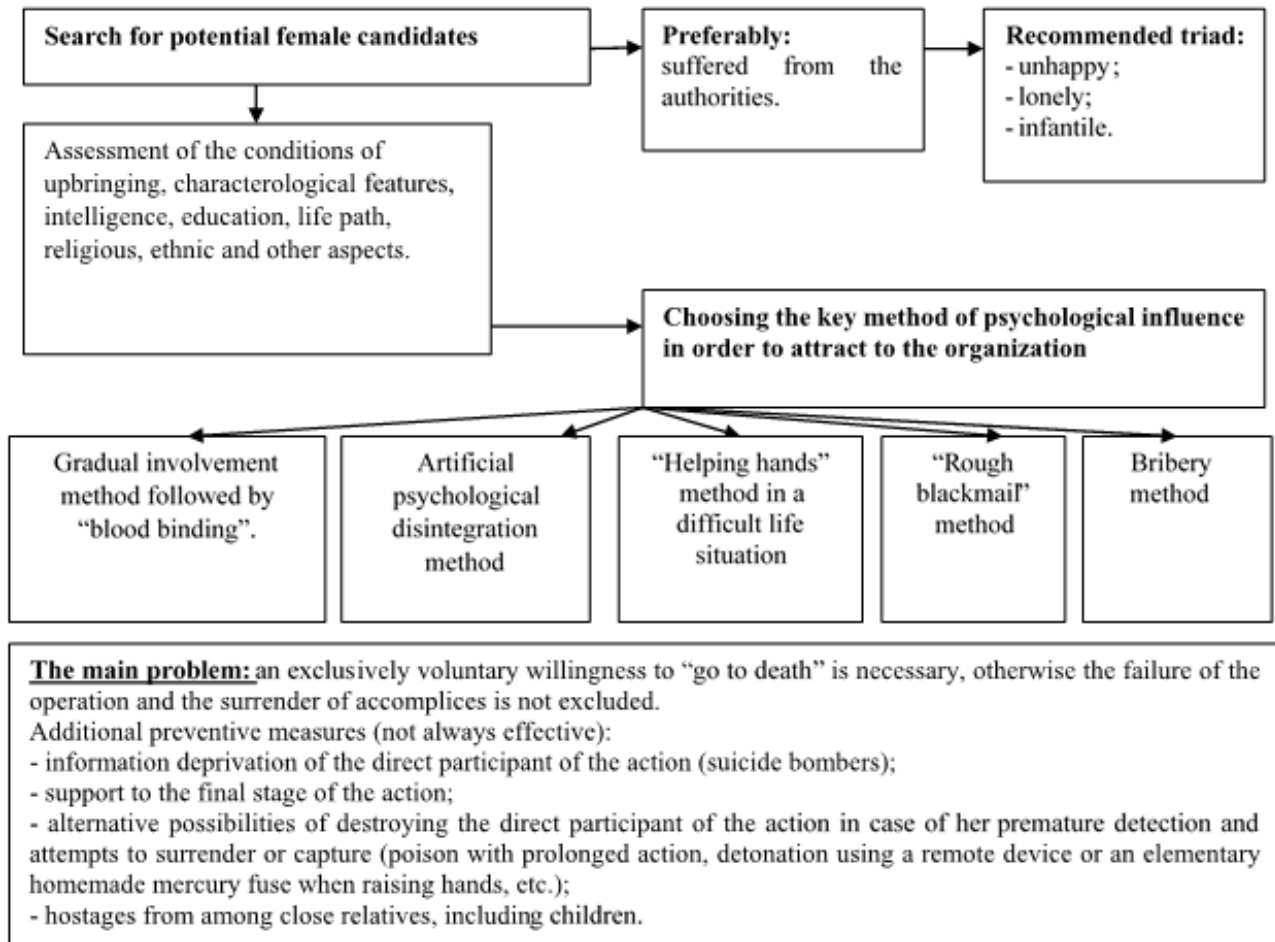 Search for potential female candidates
Preferably:
suffered from the
authorities.
Recommended triad:
- unhappy;
- lonely;
- infantile.
Assessment of the conditions of
upbringing, characterological features,
intelligence, education, life path,
religious, ethnic and other aspects.
Choosing the key method of psychological influence
in order to attract to the organization
Gradual involvement
method followed by
“blood binding”.
Artificial
psychological
disintegration
method
“Helping hands”
method in a
difficult life
situation
“Rough
blackmail”
method
Bribery
method
The main problem: an exclusively voluntary willingness to “go to death” is necessary, otherwise the failure of the
operation and the surrender of accomplices is not excluded.
Additional preventive measures (not always effective):
- information deprivation of the direct participant of the action (suicide bombers);
- support to the final stage of the action;
- alternative possibilities of destroying the direct participant of the action in case of her premature detection and
attempts to surrender or capture (poison with prolonged action, detonation using a remote device or an elementary
homemade mercury fuse when raising hands, etc.);
- hostages from among close relatives, including children.